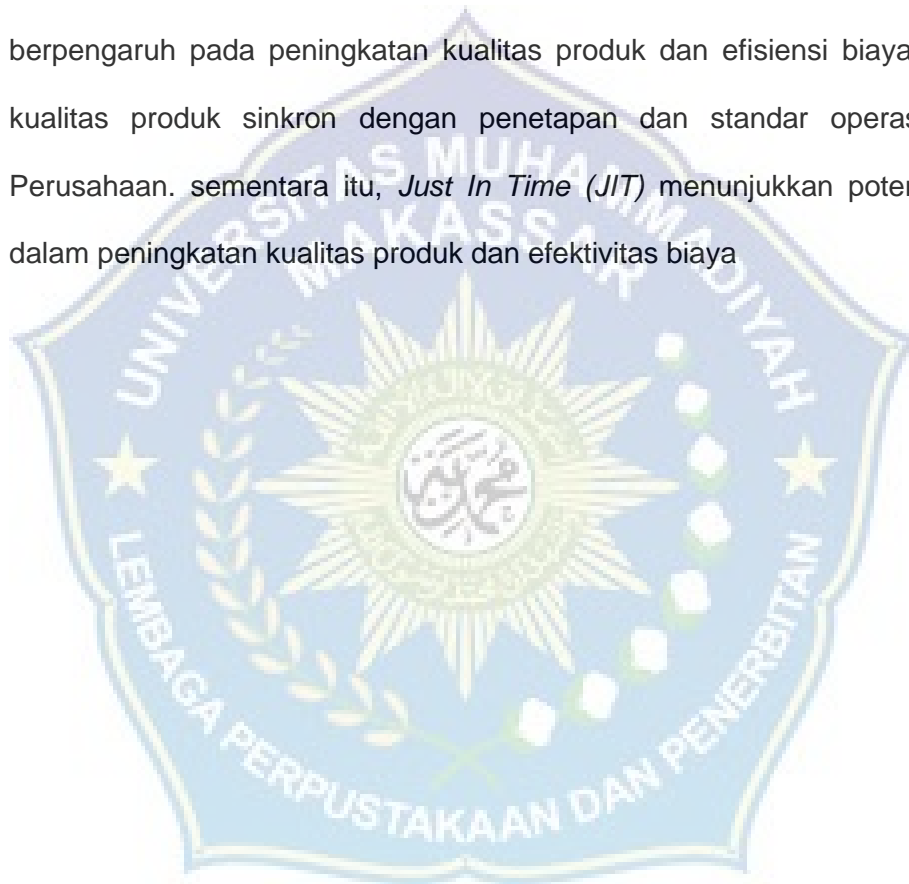 berpengaruh pada peningkatan kualitas produk dan efisiensi biaya
kualitas produk sinkron dengan penetapan dan standar operas
Perusahaan. sementara itu, Just In Time (JIT) menunjukkan poten
dalam peningkatan kualitas produk dan efektivitas biaya
UNIVERSITAS MUHAMMADIYAH
MAKASSAR
LEMBAGA PERPUSTAKAAN DAN PENERBITAN